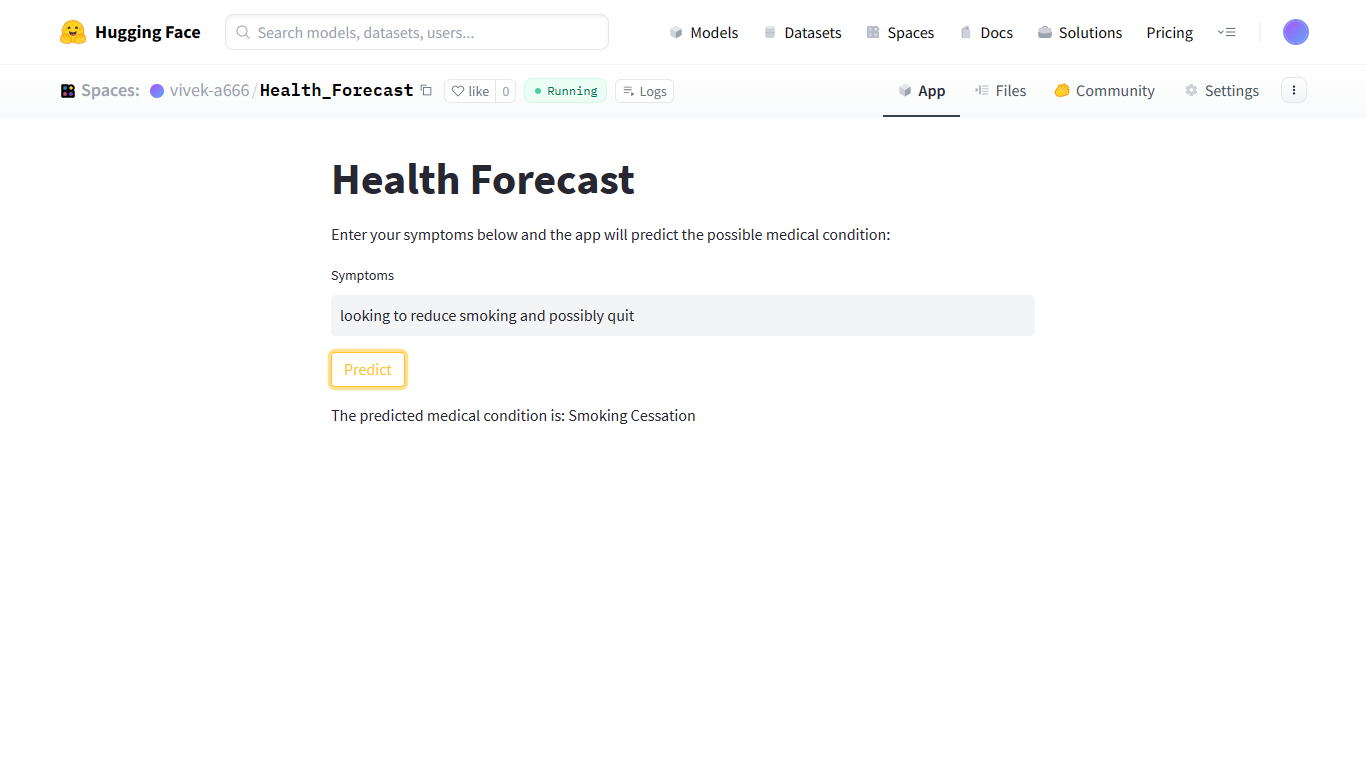 Hugging Face Search models, datasets, users... Models Datasets Spaces Docs Solutions Pricing
Spaces: vivek-a666/Health_Forecast like 0 Running Logs App Files Community Settings
Health Forecast
Enter your symptoms below and the app will predict the possible medical condition:
Symptoms
looking to reduce smoking and possibly quit
Predict
The predicted medical condition is: Smoking Cessation